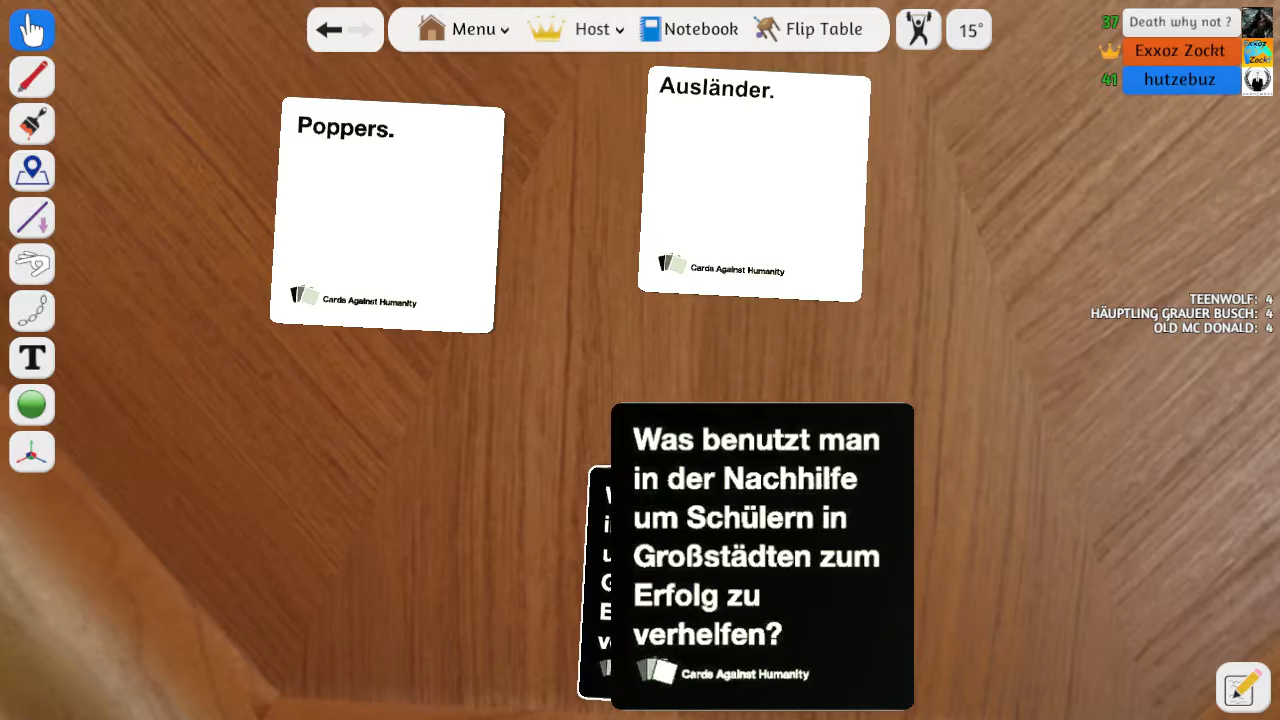 Menu
Host
Notebook
Flip Table
15°
37
Death why not ?
Exxoz Zockt
41
hutzebuz
Poppers.
Cards Against Humanity
Ausländer.
Cards Against Humanity
TEENWOLF: 4
HÄUPTLING GRAUER BUSCH: 4
OLD MC DONALD: 4
T
Was benutzt man
in der Nachhilfe
um Schülern in
Großstädten zum
Erfolg zu
verhelfen?
Cards Against Humanity